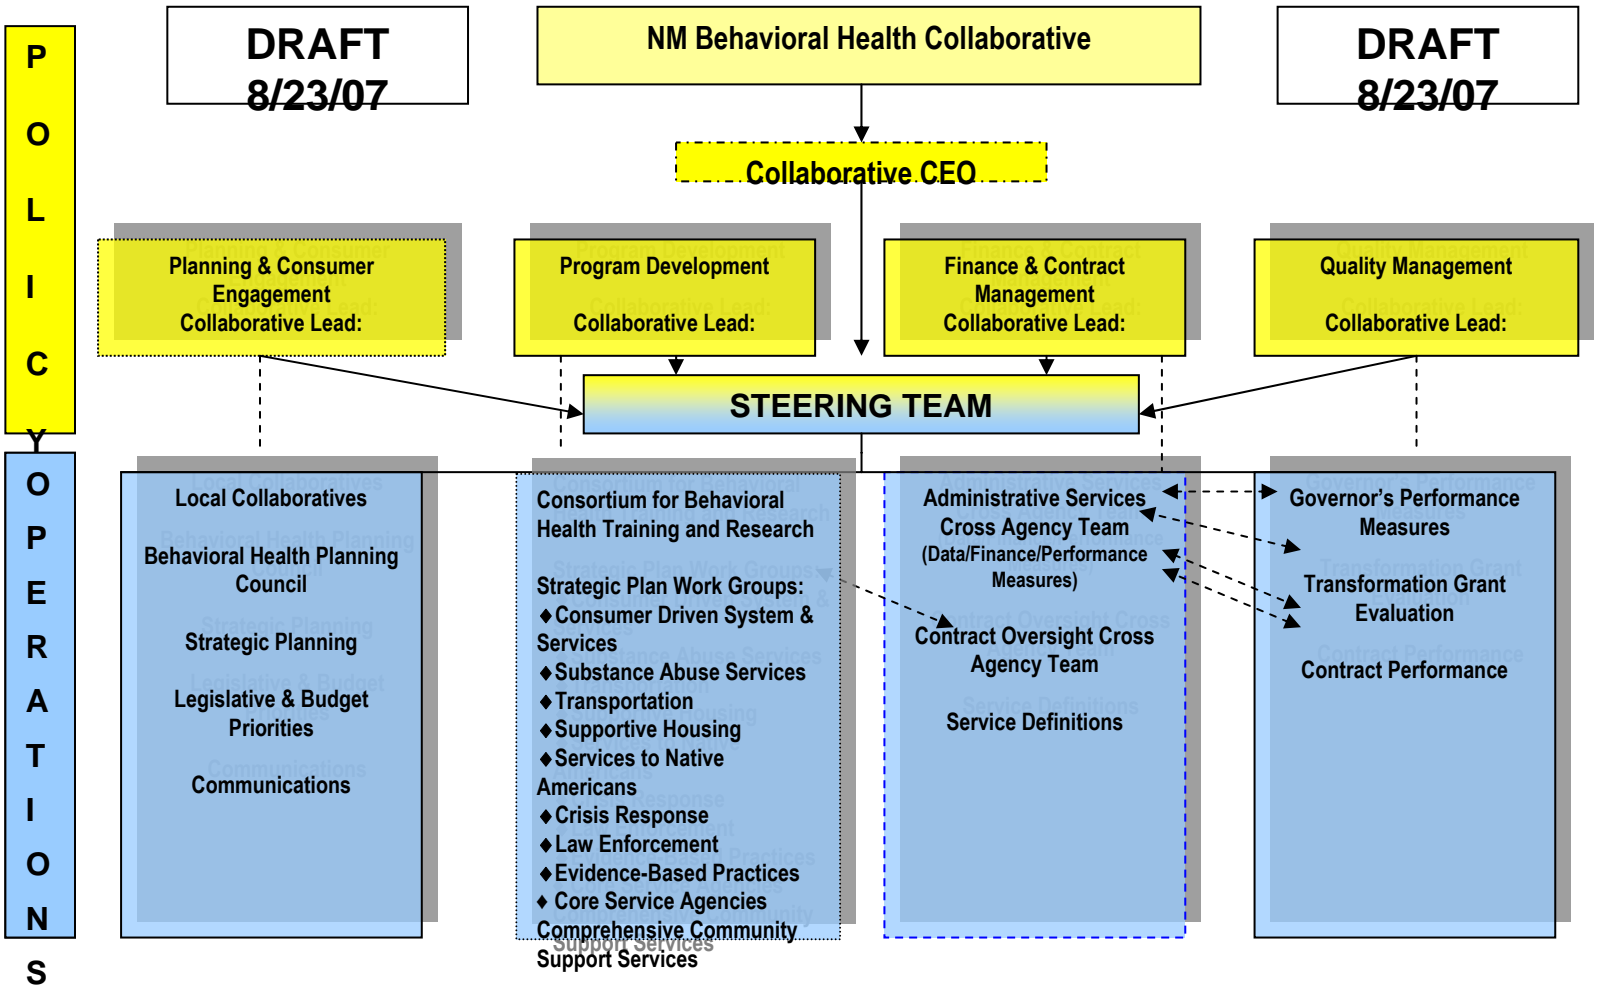 DRAFT
8/23/07
NM Behavioral Health Collaborative
DRAFT
8/23/07
Collaborative CEO
P
O
L
I
C
Y
Planning & Consumer
Engagement
Collaborative Lead:
Program Development
Collaborative Lead:
Finance & Contract
Management
Collaborative Lead:
Quality Management
Collaborative Lead:
STEERING TEAM
O
P
E
R
A
T
I
O
N
S
Local Collaboratives
Behavioral Health Planning
Council
Strategic Planning
Legislative & Budget
Priorities
Communications
Consortium for Behavioral
Health Training and Research
Strategic Plan Work Groups:
♦Consumer Driven System &
Services
♦Substance Abuse Services
♦Transportation
♦Supportive Housing
♦Services to Native
Americans
♦Crisis Response
♦Law Enforcement
♦Evidence-Based Practices
♦ Core Service Agencies
Comprehensive Community
Support Services
Administrative Services
Cross Agency Team
(Data/Finance/Performance
Measures)
Contract Oversight Cross
Agency Team
Service Definitions
Governor's Performance
Measures
Transformation Grant
Evaluation
Contract Performance